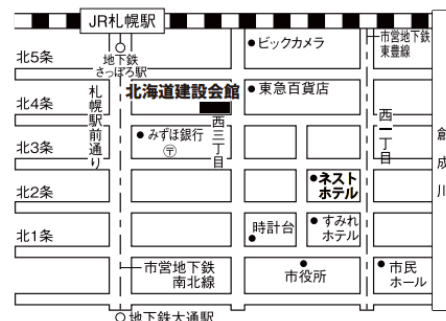 JR札幌駅
地下鉄
さっぽろ駅
ビックカメラ
市営地下鉄
東豊線
北5条
北4条
北3条
北2条
北1条
札幌駅前通り
北海道建設会館
東急百貨店
みずほ銀行
〒
西三丁目
西一丁目
創成川
ネスト
ホテル
時計台
すみれ
ホテル
市営地下鉄
南北線
市役所
市民
ホール
地下鉄大通駅